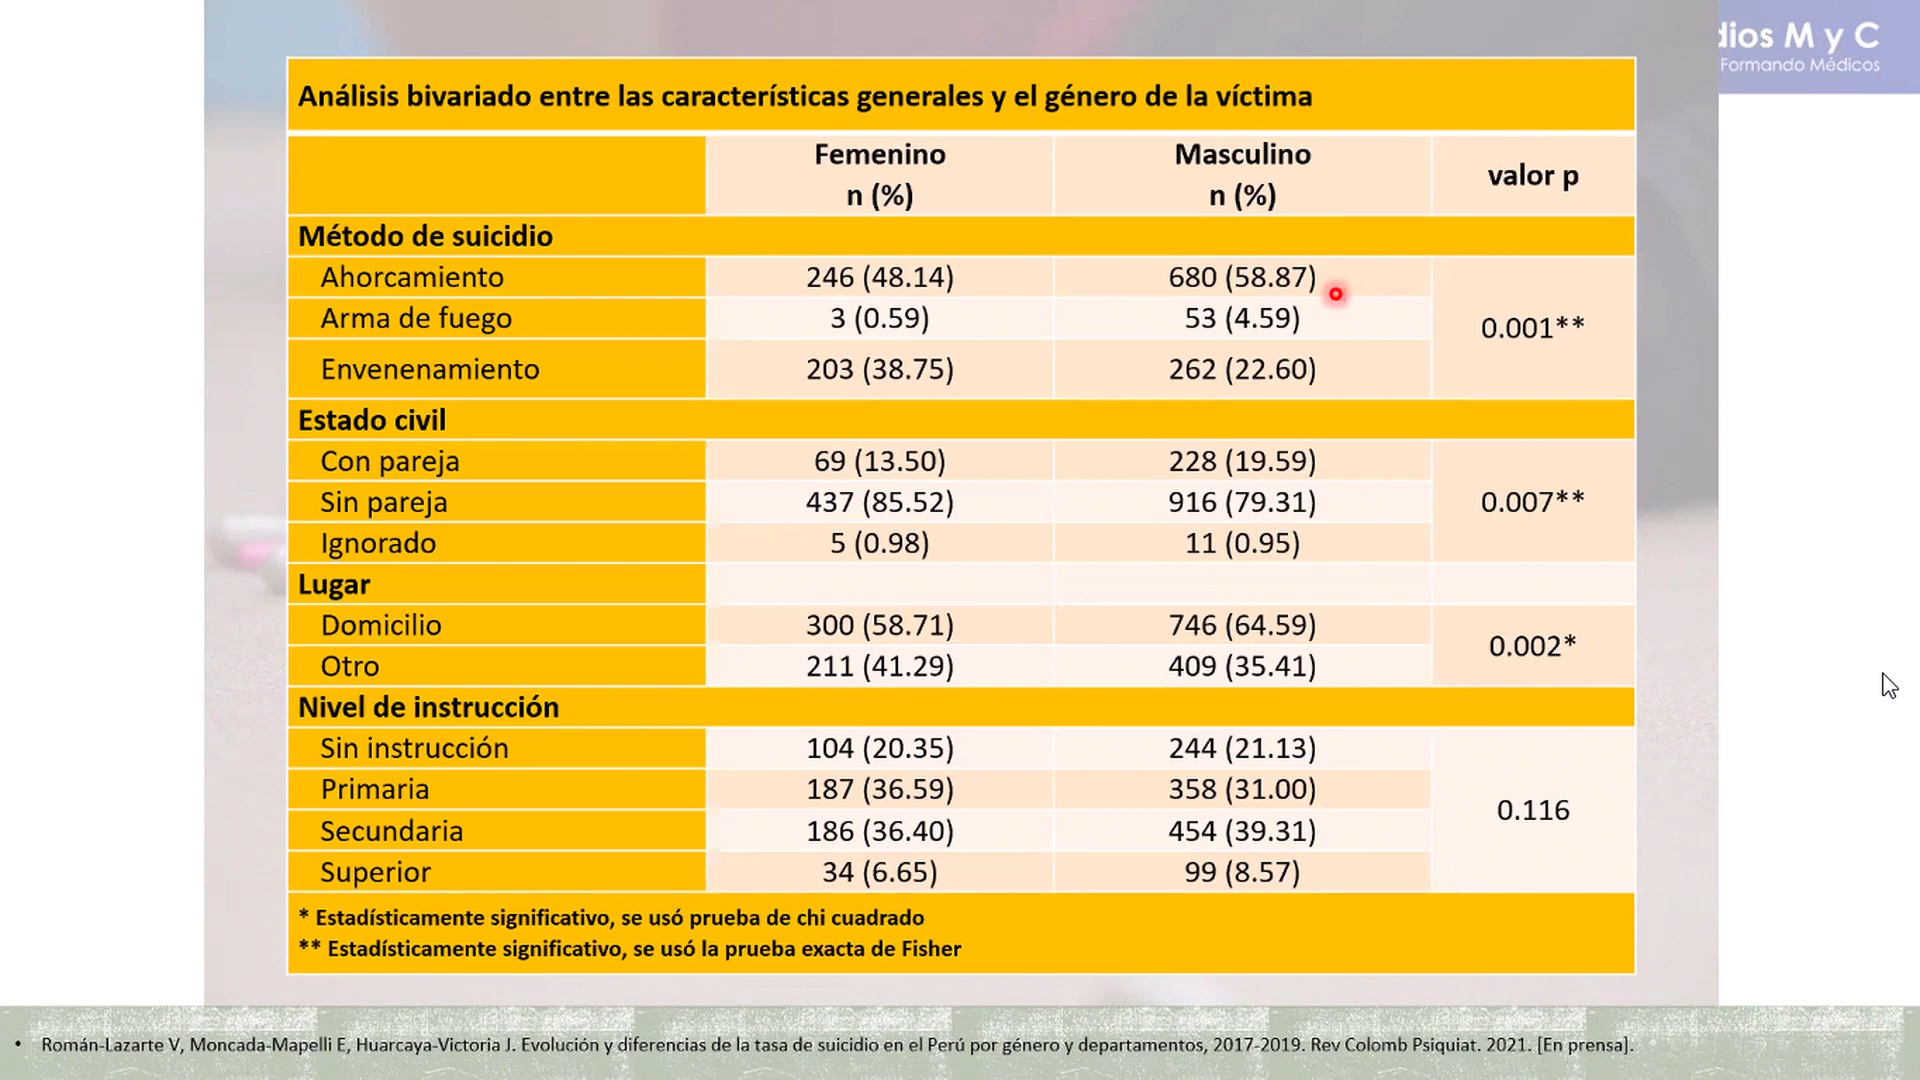 dios M y C
Formando Médicos
Análisis bivariado entre las características generales y el género de la víctima
Femenino
n (%)
Masculino
n (%)
valor p
Método de suicidio
Ahorcamiento 246 (48.14) 680 (58.87)
Arma de fuego 3 (0.59) 53 (4.59) 0.001**
Envenenamiento 203 (38.75) 262 (22.60)
Estado civil
Con pareja 69 (13.50) 228 (19.59)
Sin pareja 437 (85.52) 916 (79.31) 0.007**
Ignorado 5 (0.98) 11 (0.95)
Lugar
Domicilio 300 (58.71) 746 (64.59) 0.002*
Otro 211 (41.29) 409 (35.41)
Nivel de instrucción
Sin instrucción 104 (20.35) 244 (21.13)
Primaria 187 (36.59) 358 (31.00) 0.116
Secundaria 186 (36.40) 454 (39.31)
Superior 34 (6.65) 99 (8.57)
* Estadísticamente significativo, se usó prueba de chi cuadrado
** Estadísticamente significativo, se usó la prueba exacta de Fisher
• Román-Lazarte V, Moncada-Mapelli E, Huarcaya-Victoria J. Evolución y diferencias de la tasa de suicidio en el Perú por género y departamentos, 2017-2019. Rev Colomb Psiquiat. 2021. [En prensa].